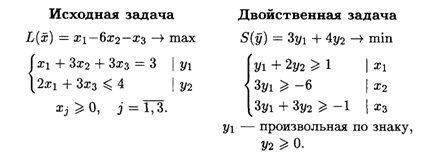 Исходная задача
L(x̄) = x₁−6x₂−x₃ → max
{x₁ + 3x₂ + 3x₃ = 3 | y₁
2x₁ + 3x₃ ⩽ 4 | y₂
xⱼ ⩾ 0, j = 1,3.
Двойственная задача
S(ȳ) = 3y₁ + 4y₂ → min
{y₁ + 2y₂ ⩾ 1 | x₁
3y₁ ⩾ −6 | x₂
3y₁ + 3y₂ ⩾ −1 | x₃
y₁ — произвольная по знаку,
y₂ ⩾ 0.